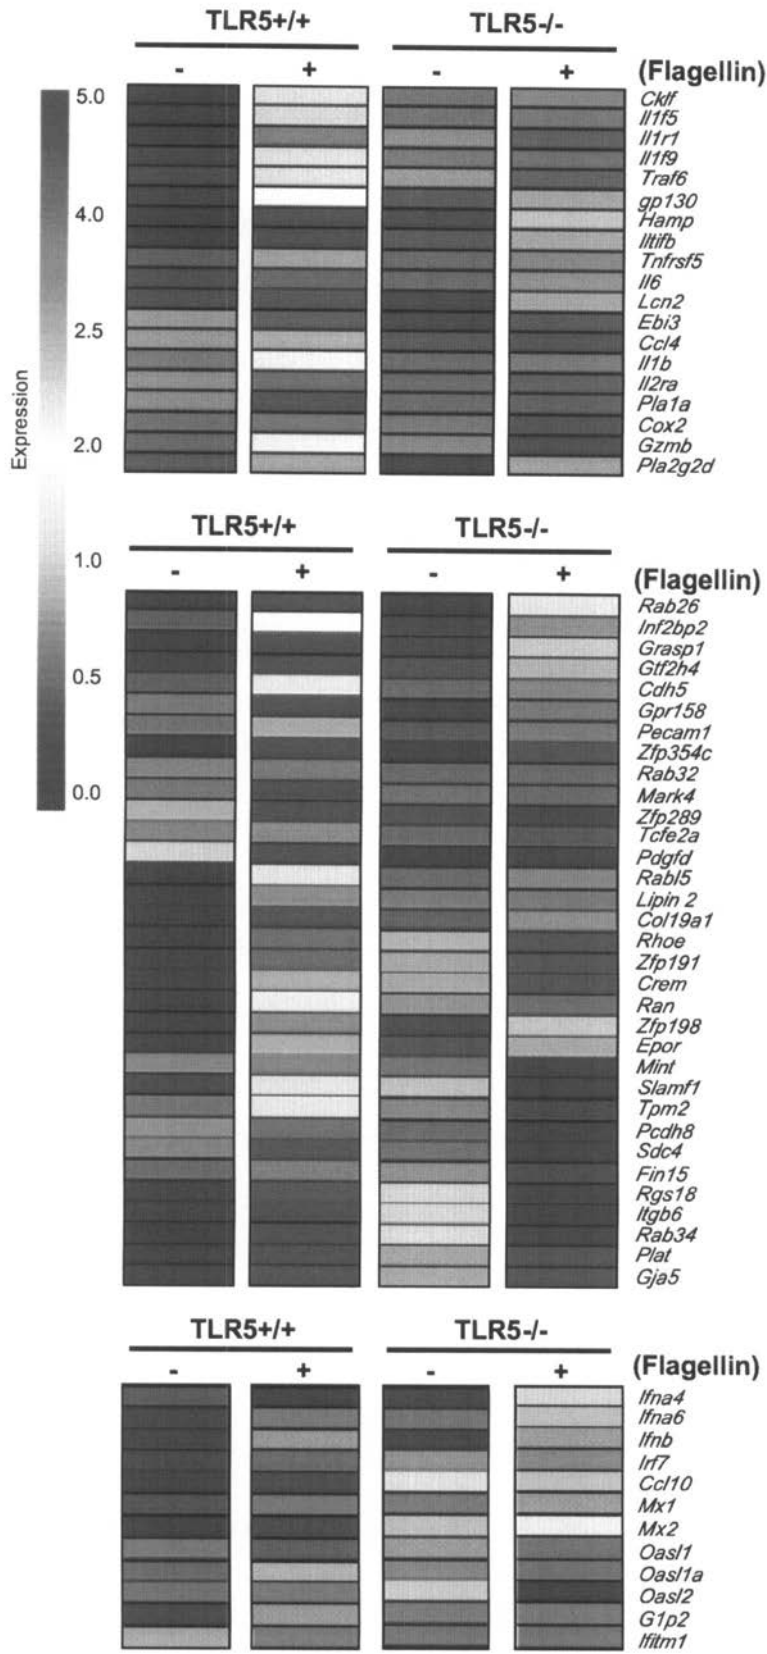 TLR5+/+ TLR5-/-
- + - + (Flagellin)
5.0
4.0
2.5
2.0
1.0
0.5
0.0
Expression
Cklf
Il1f5
Il1r1
Il1f9
Traf6
gp130
Hamp
Iltifb
Tnfrsf5
Il6
Lcn2
Ebi3
Ccl4
Il1b
Il2ra
Pla1a
Cox2
Gzmb
Pla2g2d
TLR5+/+ TLR5-/-
- + - + (Flagellin)
Rab26
Inf2bp2
Grasp1
Gtf2h4
Cdh5
Gpr158
Pecam1
Zfp354c
Rab32
Mark4
Zfp289
Tcfe2a
Pdgfd
Rabl5
Lipin 2
Col19a1
Rhoe
Zfp191
Crem
Ran
Zfp198
Epor
Mint
Slamf1
Tpm2
Pcdh8
Sdc4
Fin15
Rgs18
Itgb6
Rab34
Plat
Gja5
TLR5+/+ TLR5-/-
- + - + (Flagellin)
Ifna4
Ifna6
Ifnb
Irf7
Ccl10
Mx1
Mx2
Oasl1
Oasl1a
Oasl2
G1p2
Ifitm1